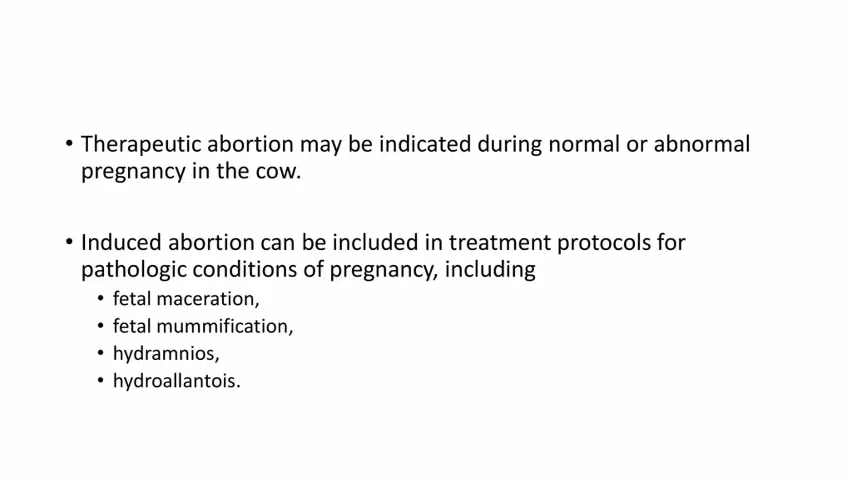 • Therapeutic abortion may be indicated during normal or abnormal
pregnancy in the cow.
• Induced abortion can be included in treatment protocols for
pathologic conditions of pregnancy, including
• fetal maceration,
• fetal mummification,
• hydramnios,
• hydroallantois.